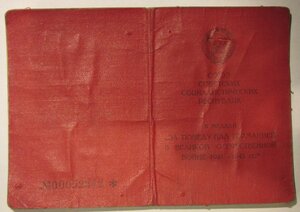 СОЮЗ
СОВЕТСКИХ
СОЦИАЛИСТИЧЕСКИХ
РЕСПУБЛИК
К МЕДАЛИ
"ЗА ПОБЕДУ НАД ГЕРМАНИЕЙ
В ВЕЛИКОЙ ОТЕЧЕСТВЕННОЙ
ВОЙНЕ 1941-1945 гг."